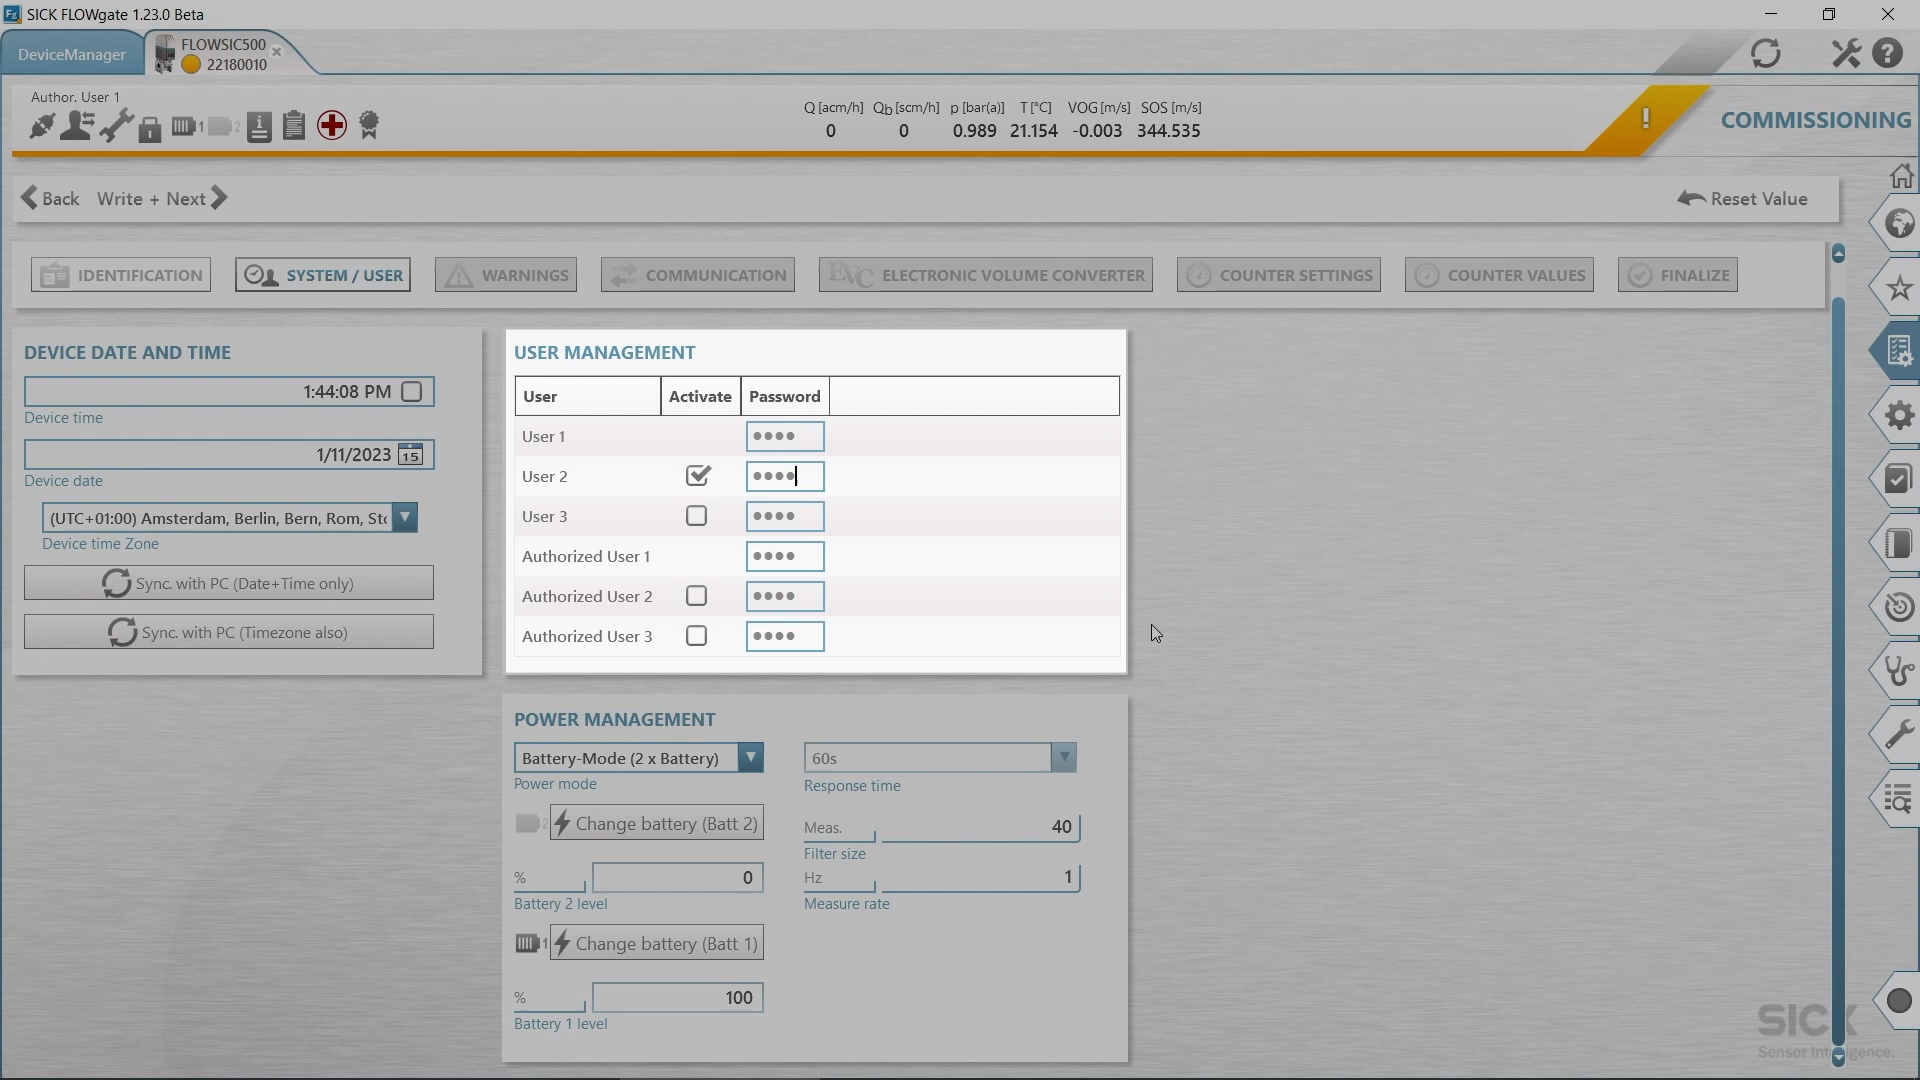 SICK FLOWgate 1.23.0 Beta
DeviceManager
FLOWSIC500
22180010
Author. User 1
Q [acm/h] Qb [scm/h] p [bar(a)] T [°C] VOG [m/s] SOS [m/s]
0 0 0.989 21.154 -0.003 344.535
COMMISSIONING
Back Write + Next
Reset Value
IDENTIFICATION SYSTEM / USER WARNINGS COMMUNICATION EVC ELECTRONIC VOLUME CONVERTER COUNTER SETTINGS COUNTER VALUES FINALIZE
DEVICE DATE AND TIME
1:44:08 PM
Device time
1/11/2023 15
Device date
(UTC+01:00) Amsterdam, Berlin, Bern, Rom, Sto
Device time Zone
Sync. with PC (Date+Time only)
Sync. with PC (Timezone also)
USER MANAGEMENT
User Activate Password
User 1 ●●●●
User 2 ●●●●
User 3 ●●●●
Authorized User 1 ●●●●
Authorized User 2 ●●●●
Authorized User 3 ●●●●
POWER MANAGEMENT
Battery-Mode (2 x Battery)
Power mode
2 Change battery (Batt 2)
% 0
Battery 2 level
1 Change battery (Batt 1)
% 100
Battery 1 level
60s
Response time
Meas. 40
Filter size
Hz 1
Measure rate
SICK
Sensor Intelligence.